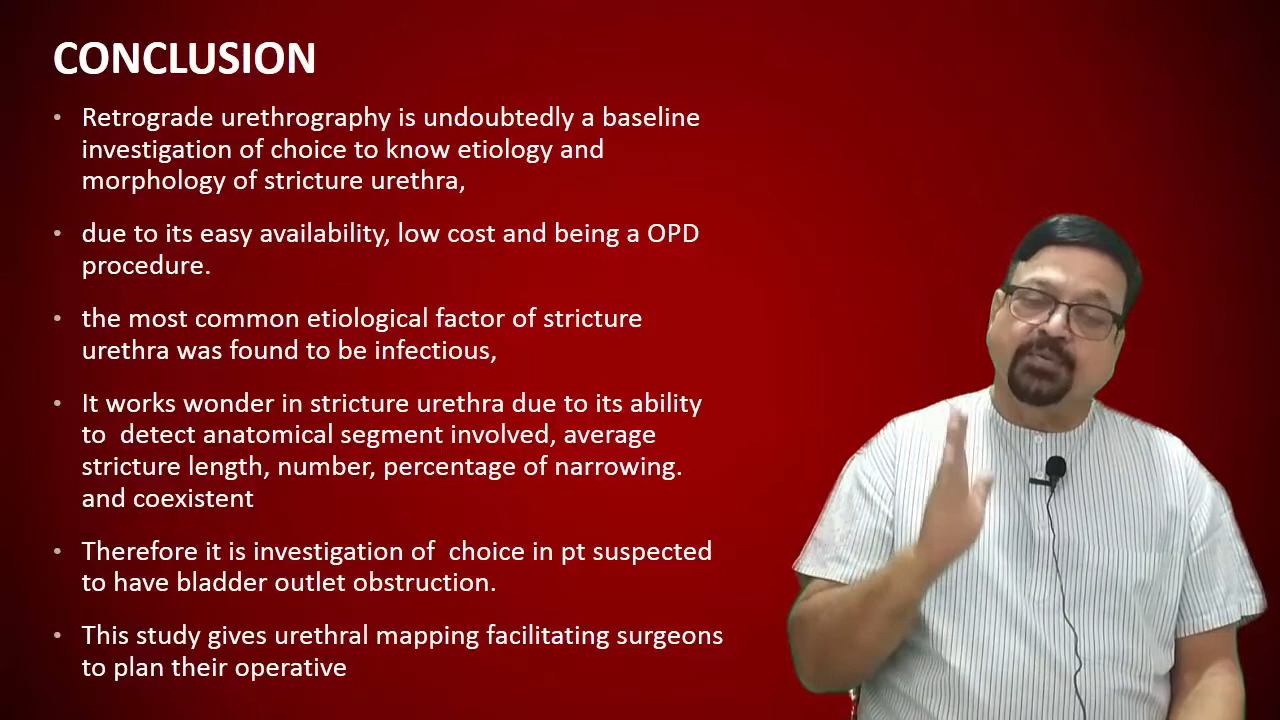 CONCLUSION
• Retrograde urethrography is undoubtedly a baseline
investigation of choice to know etiology and
morphology of stricture urethra,
• due to its easy availability, low cost and being a OPD
procedure.
• the most common etiological factor of stricture
urethra was found to be infectious,
• It works wonder in stricture urethra due to its ability
to  detect anatomical segment involved, average
stricture length, number, percentage of narrowing.
and coexistent
• Therefore it is investigation of  choice in pt suspected
to have bladder outlet obstruction.
• This study gives urethral mapping facilitating surgeons
to plan their operative